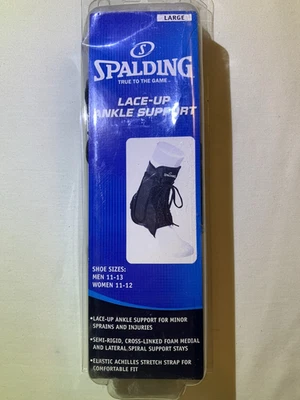 LARGE
S
SPALDING
TRUE TO THE GAME
LACE-UP
ANKLE SUPPORT
SPALDING
SHOE SIZES:
MEN 11-13
WOMEN 11-12
•LACE-UP ANKLE SUPPORT FOR MINOR
SPRAINS AND INJURIES
•SEMI-RIGID, CROSS-LINKED FOAM MEDIAL
AND LATERAL.SPIRAL SUPPORT STAYS
•ELASTIC ACHILLES STRETCH STRAP FOR
COMFORTABLE FIT